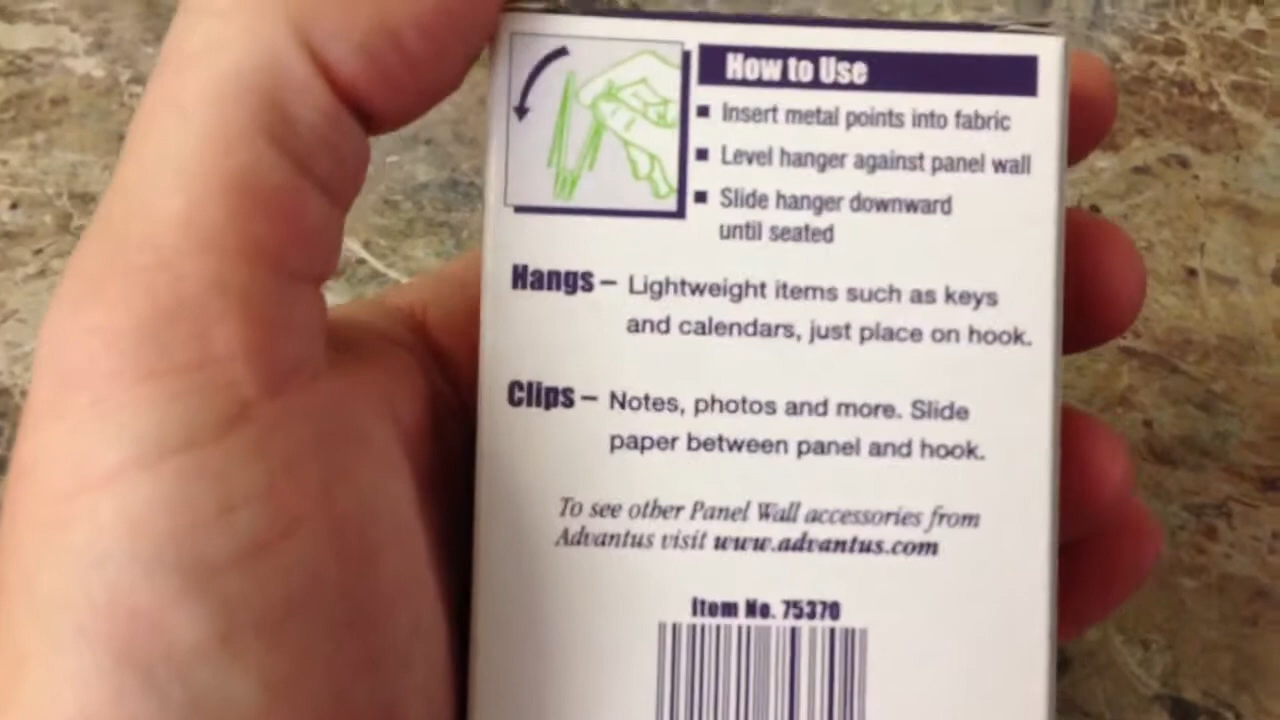 How to Use
▪ Insert metal points into fabric
▪ Level hanger against panel wall
▪ Slide hanger downward
until seated
Hangs – Lightweight items such as keys
and calendars, just place on hook.
Clips – Notes, photos and more. Slide
paper between panel and hook.
To see other Panel Wall accessories from
Advantus visit www.advantus.com
Item No. 75370